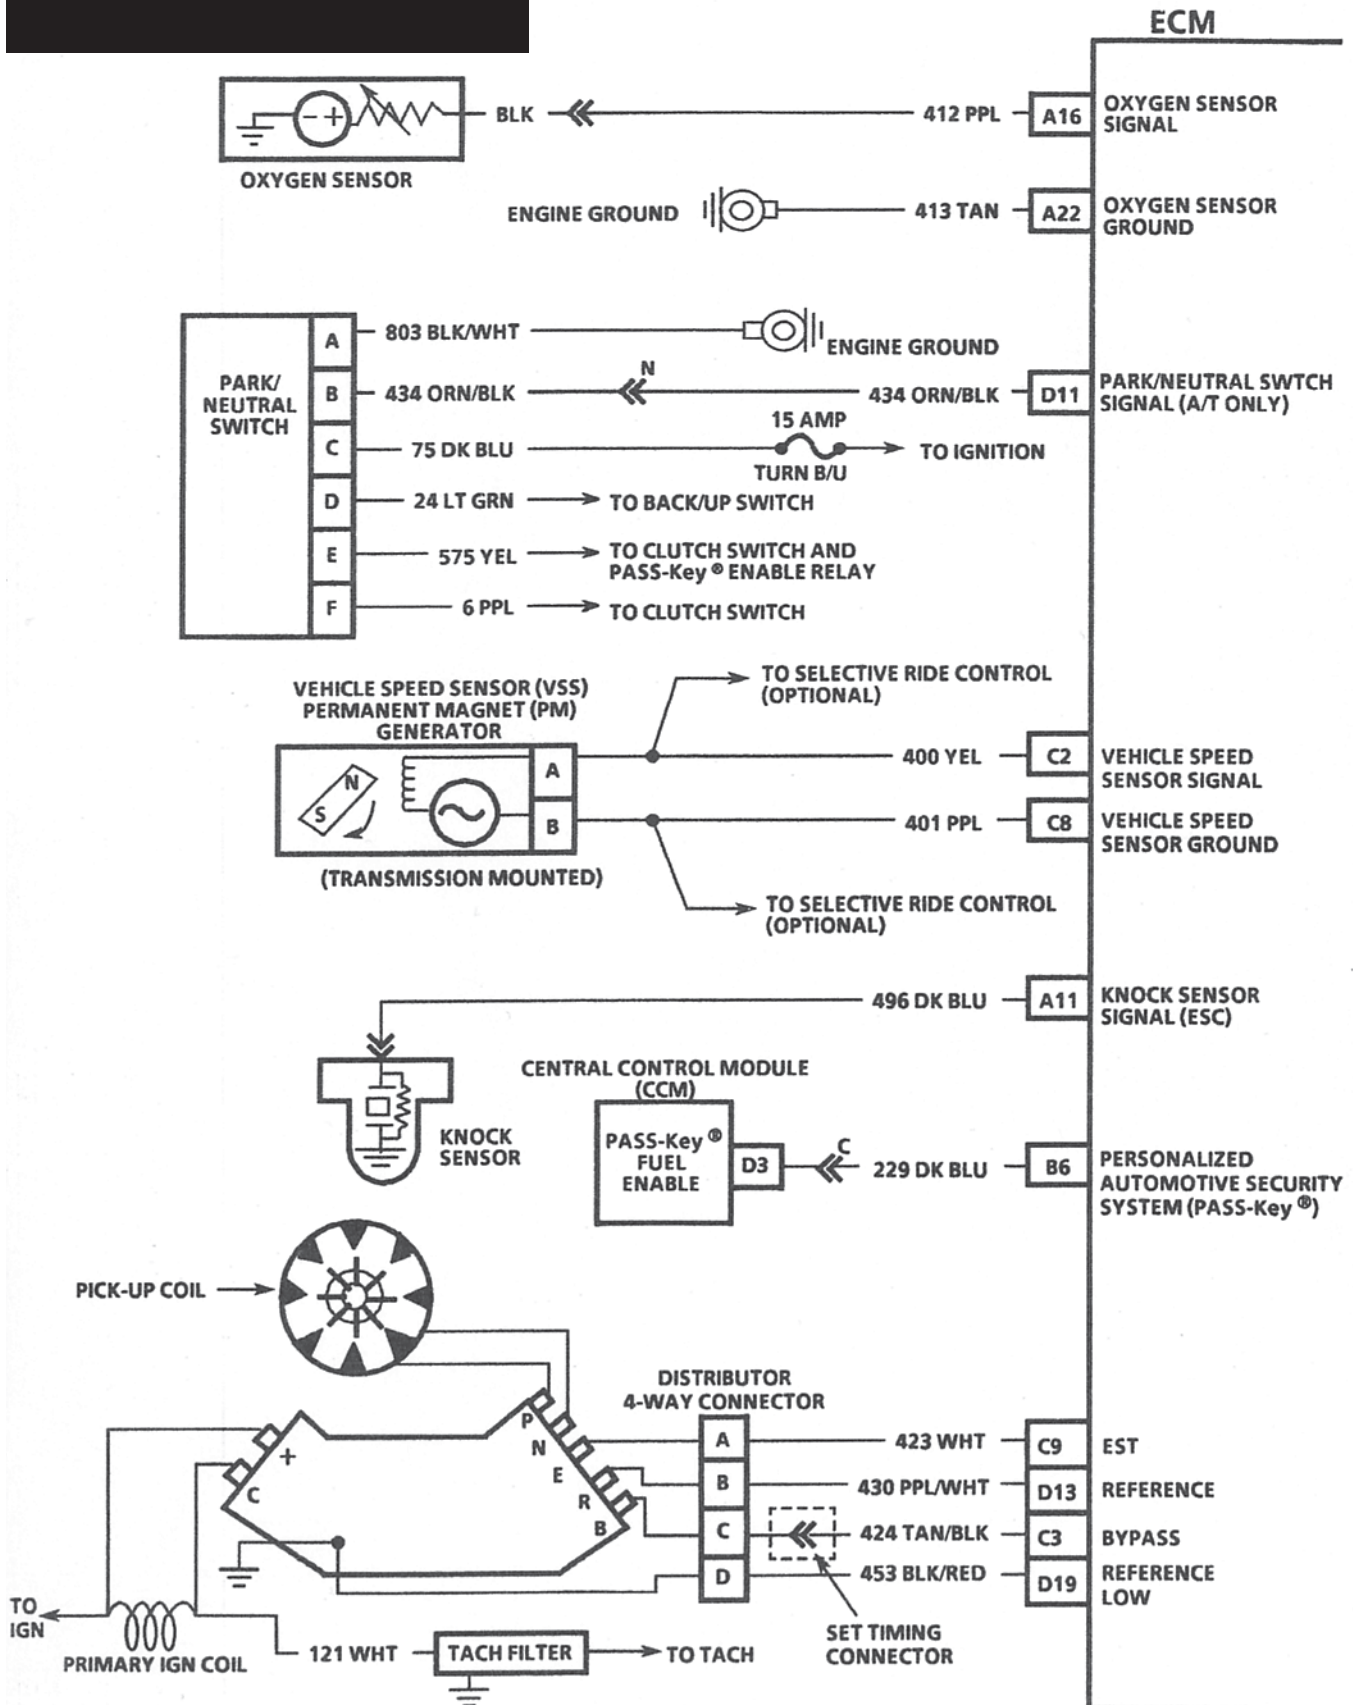 ECM
BLK
412 PPL
A16
OXYGEN SENSOR
SIGNAL
- +
OXYGEN SENSOR
ENGINE GROUND
413 TAN
A22
OXYGEN SENSOR
GROUND
PARK/
NEUTRAL
SWITCH
A
803 BLK/WHT
ENGINE GROUND
B
434 ORN/BLK
N
434 ORN/BLK
D11
PARK/NEUTRAL SWTCH
SIGNAL (A/T ONLY)
C
75 DK BLU
15 AMP
TURN B/U
TO IGNITION
D
24 LT GRN
TO BACK/UP SWITCH
E
575 YEL
TO CLUTCH SWITCH AND
PASS-Key ® ENABLE RELAY
F
6 PPL
TO CLUTCH SWITCH
VEHICLE SPEED SENSOR (VSS)
PERMANENT MAGNET (PM)
GENERATOR
TO SELECTIVE RIDE CONTROL
(OPTIONAL)
N
S
A
400 YEL
C2
VEHICLE SPEED
SENSOR SIGNAL
B
401 PPL
C8
VEHICLE SPEED
SENSOR GROUND
(TRANSMISSION MOUNTED)
TO SELECTIVE RIDE CONTROL
(OPTIONAL)
496 DK BLU
A11
KNOCK SENSOR
SIGNAL (ESC)
KNOCK
SENSOR
CENTRAL CONTROL MODULE
(CCM)
PASS-Key ®
FUEL
ENABLE
D3
C
229 DK BLU
B6
PERSONALIZED
AUTOMOTIVE SECURITY
SYSTEM (PASS-Key ®)
PICK-UP COIL
DISTRIBUTOR
4-WAY CONNECTOR
P
N
E
R
B
+
C
A
423 WHT
C9
EST
B
430 PPL/WHT
D13
REFERENCE
C
424 TAN/BLK
C3
BYPASS
D
453 BLK/RED
D19
REFERENCE
LOW
SET TIMING
CONNECTOR
TO
IGN
PRIMARY IGN COIL
121 WHT
TACH FILTER
TO TACH